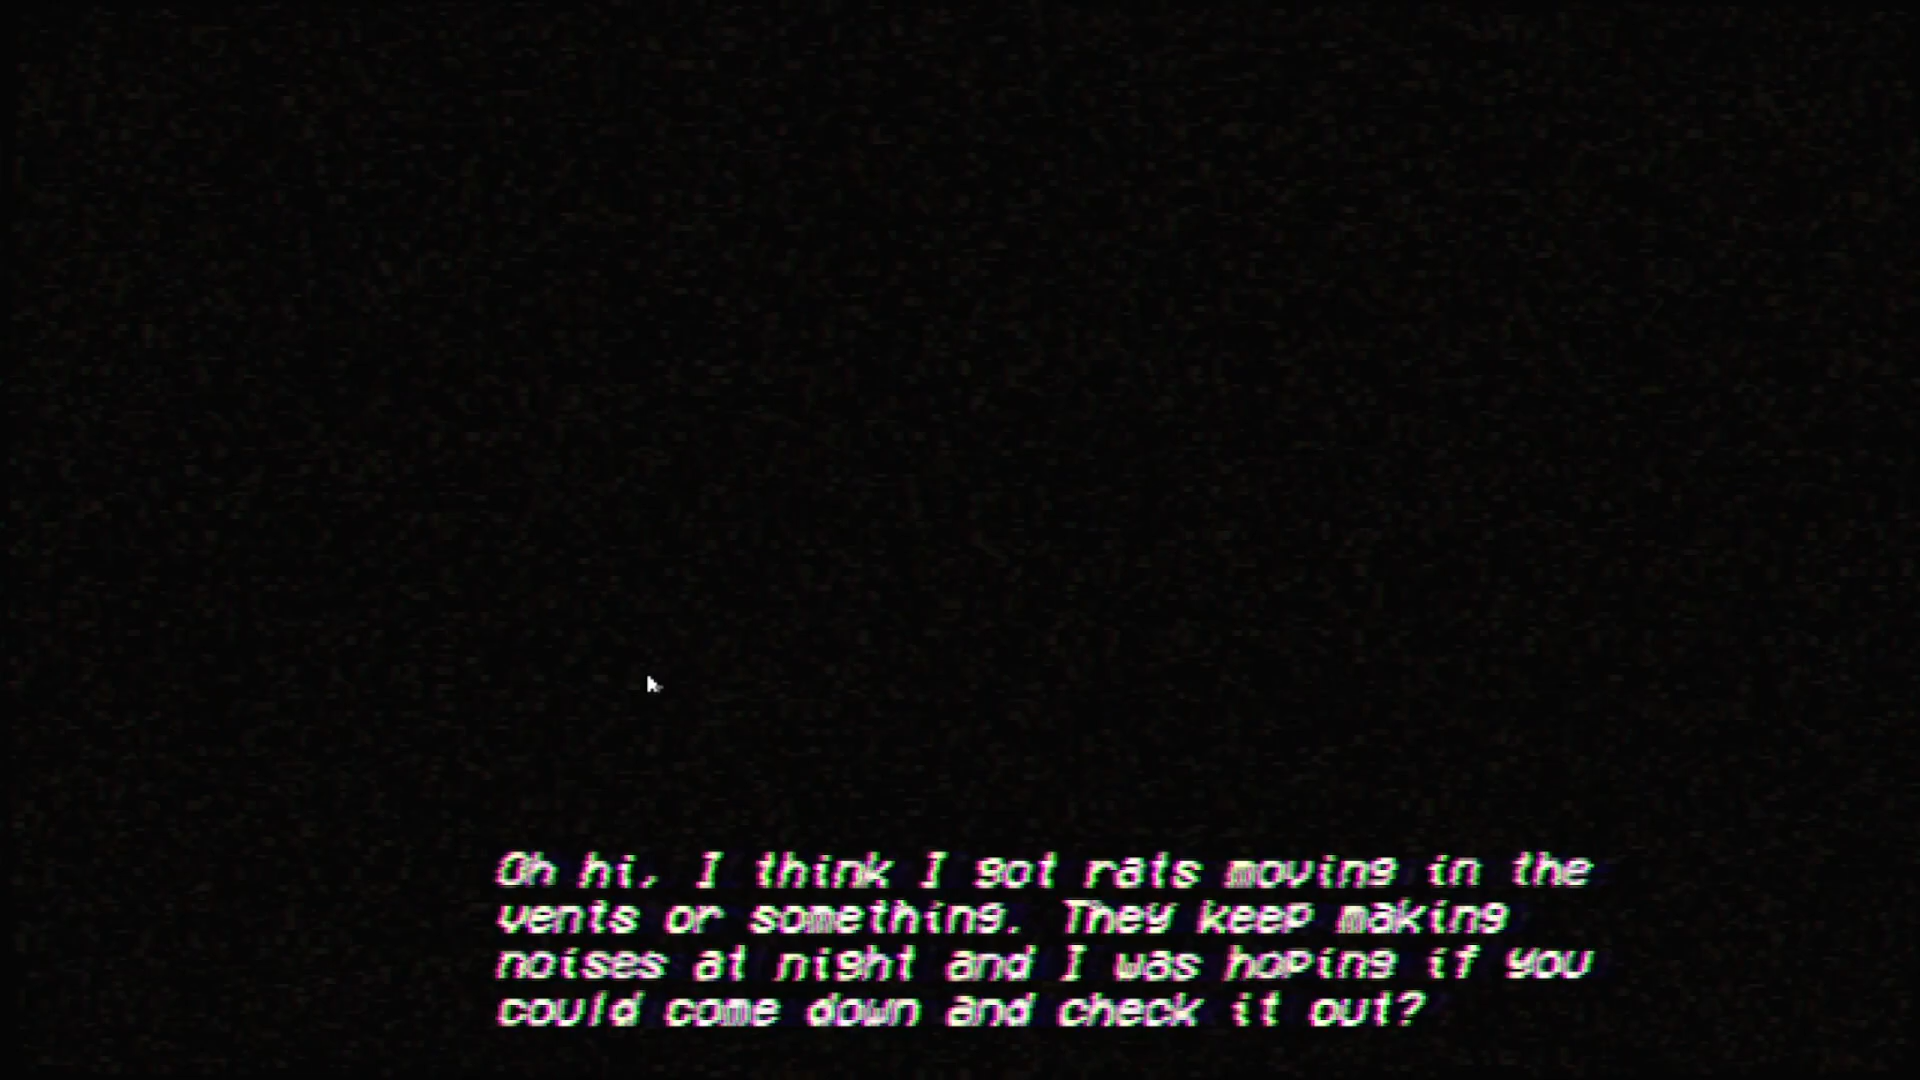 Oh hi, I think I got rats moving in the
vents or something. They keep making
noises at night and I was hoping if you
could come down and check it out?